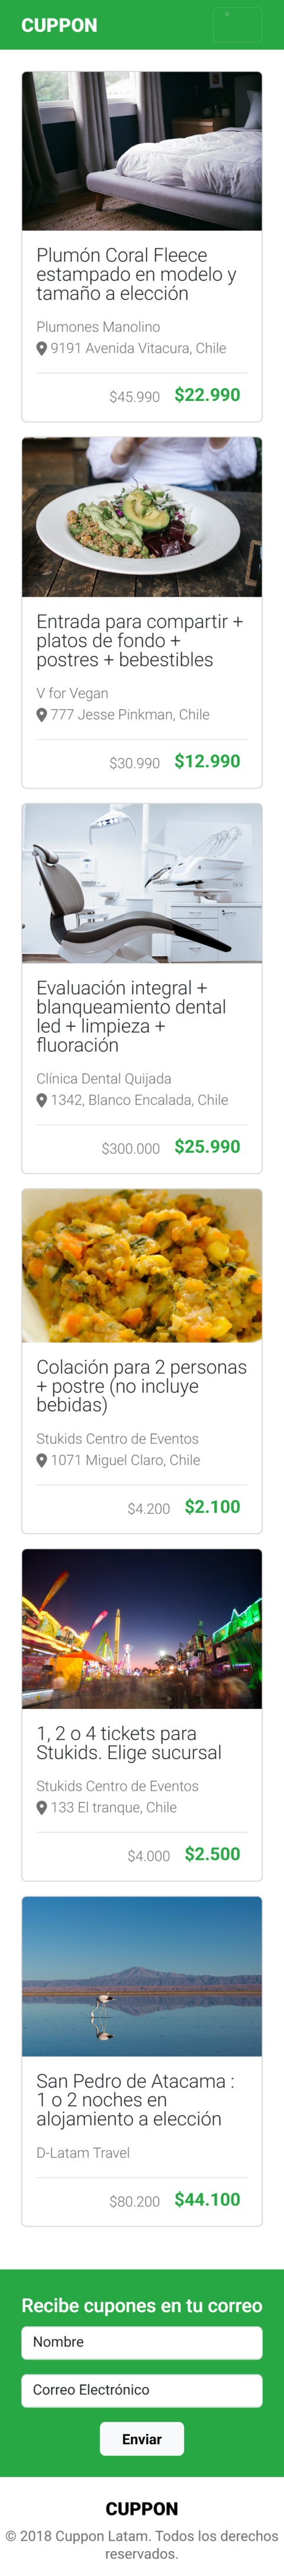 CUPPON
Plumón Coral Fleece
estampado en modelo y
tamaño a elección
Plumones Manolino
9191 Avenida Vitacura, Chile
$45.990 $22.990
Entrada para compartir +
platos de fondo +
postres + bebestibles
V for Vegan
777 Jesse Pinkman, Chile
$30.990 $12.990
Evaluación integral +
blanqueamiento dental
led + limpieza +
fluoración
Clínica Dental Quijada
1342, Blanco Encalada, Chile
$300.000 $25.990
Colación para 2 personas
+ postre (no incluye
bebidas)
Stukids Centro de Eventos
1071 Miguel Claro, Chile
$4.200 $2.100
1, 2 o 4 tickets para
Stukids. Elige sucursal
Stukids Centro de Eventos
133 El tranque, Chile
$4.000 $2.500
San Pedro de Atacama :
1 o 2 noches en
alojamiento a elección
D-Latam Travel
$80.200 $44.100
Recibe cupones en tu correo
Nombre
Correo Electrónico
Enviar
CUPPON
© 2018 Cuppon Latam. Todos los derechos
reservados.